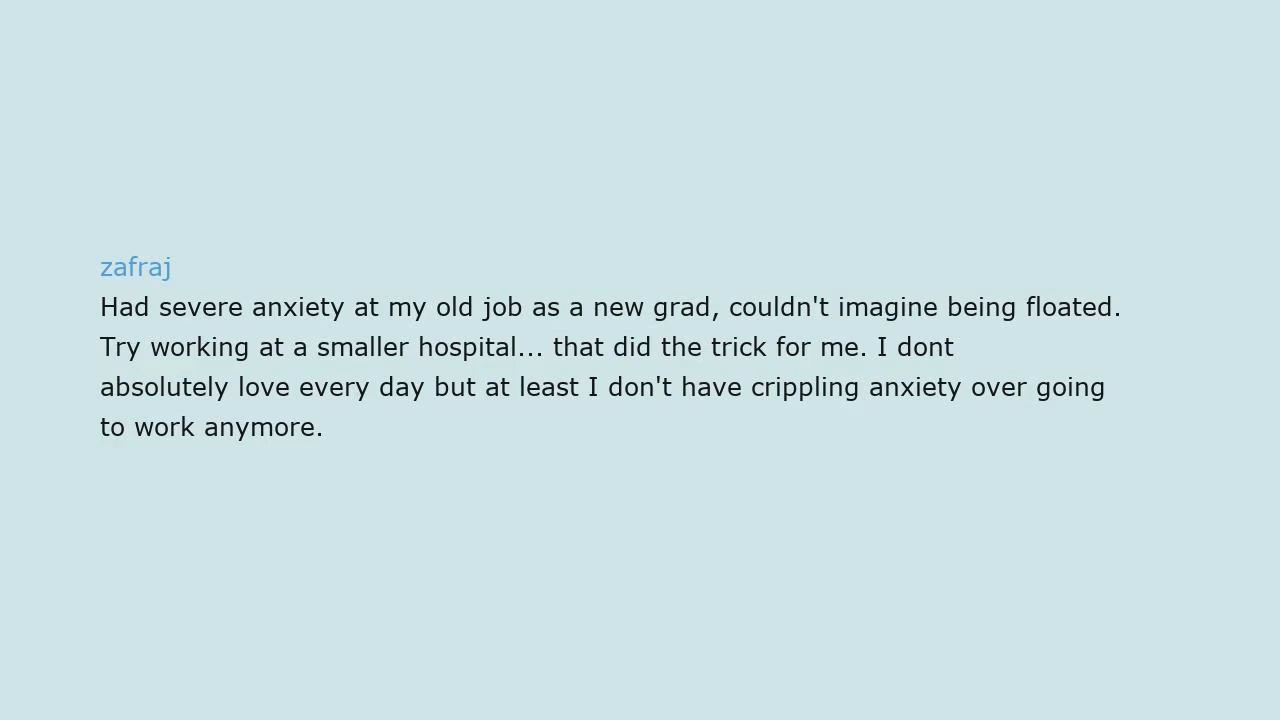 zafraj
Had severe anxiety at my old job as a new grad, couldn't imagine being floated.
Try working at a smaller hospital... that did the trick for me. I dont
absolutely love every day but at least I don't have crippling anxiety over going
to work anymore.